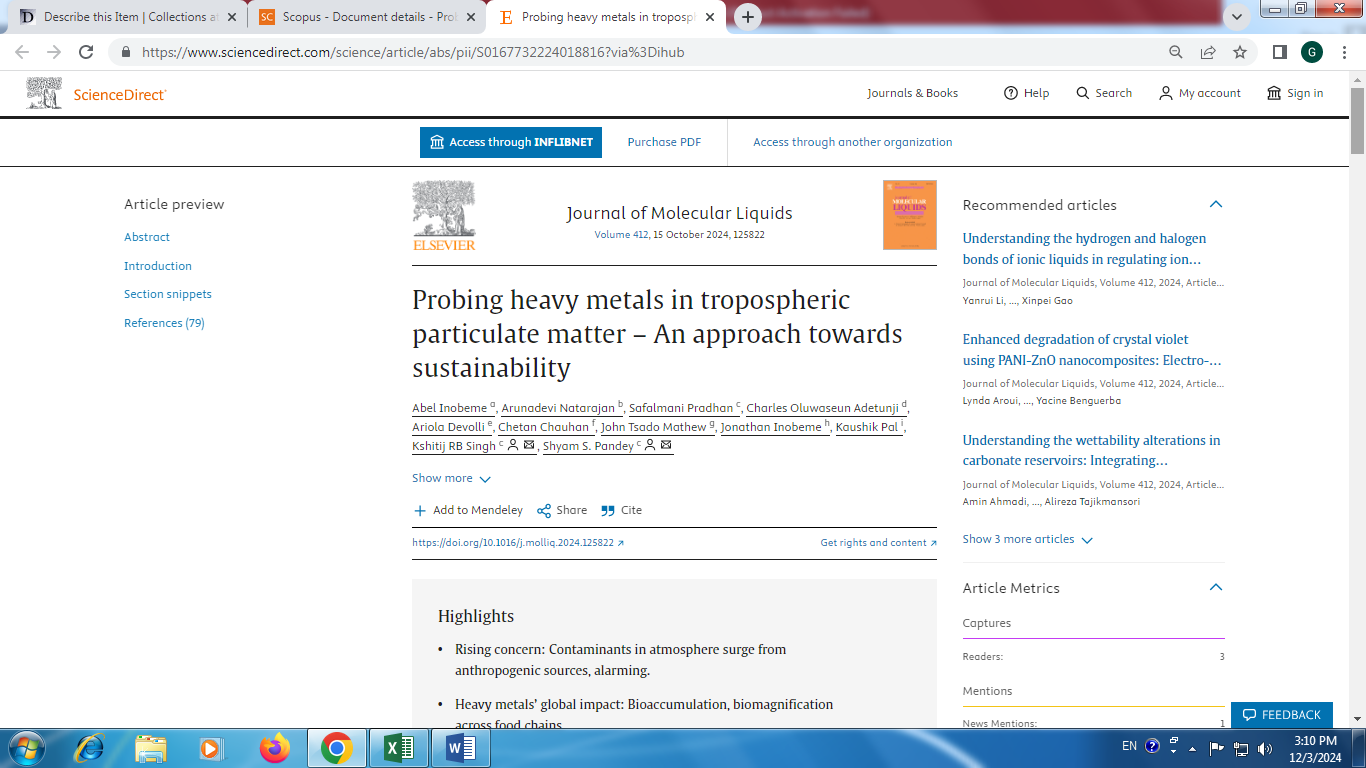 Describe this Item | Collections at
Scopus - Document details - Prob
Probing heavy metals in troposph
https://www.sciencedirect.com/science/article/abs/pii/S0167732224018816?via%3Dihub
G
ScienceDirect
Journals & Books
Help
Search
My account
Sign in
Access through INFLIBNET
Purchase PDF
Access through another organization
Article preview
Abstract
Introduction
Section snippets
References (79)
ELSEVIER
Journal of Molecular Liquids
Volume 412, 15 October 2024, 125822
MOLECULAR
LIQUIDS
Probing heavy metals in tropospheric
particulate matter – An approach towards
sustainability
Abel Inobeme a, Arunadevi Natarajan b, Safalmani Pradhan c, Charles Oluwaseun Adetunji d,
Ariola Devolli e, Chetan Chauhan f, John Tsado Mathew g, Jonathan Inobeme h, Kaushik Pal i,
Kshitij RB Singh c, Shyam S. Pandey c
Show more
Add to Mendeley
Share
Cite
https://doi.org/10.1016/j.molliq.2024.125822
Get rights and content
Highlights
• Rising concern: Contaminants in atmosphere surge from
anthropogenic sources, alarming.
• Heavy metals’ global impact: Bioaccumulation, biomagnification
across food chains.
Recommended articles
Understanding the hydrogen and halogen
bonds of ionic liquids in regulating ion…
Journal of Molecular Liquids, Volume 412, 2024, Article…
Yanrui Li, …, Xinpei Gao
Enhanced degradation of crystal violet
using PANI-ZnO nanocomposites: Electro-…
Journal of Molecular Liquids, Volume 412, 2024, Article…
Lynda Aroui, …, Yacine Benguerba
Understanding the wettability alterations in
carbonate reservoirs: Integrating…
Journal of Molecular Liquids, Volume 412, 2024, Article…
Amin Ahmadi, …, Alireza Tajikmansori
Show 3 more articles
Article Metrics
Captures
Readers: 3
Mentions
News Mentions: 1
FEEDBACK
EN
3:10 PM
12/3/2024